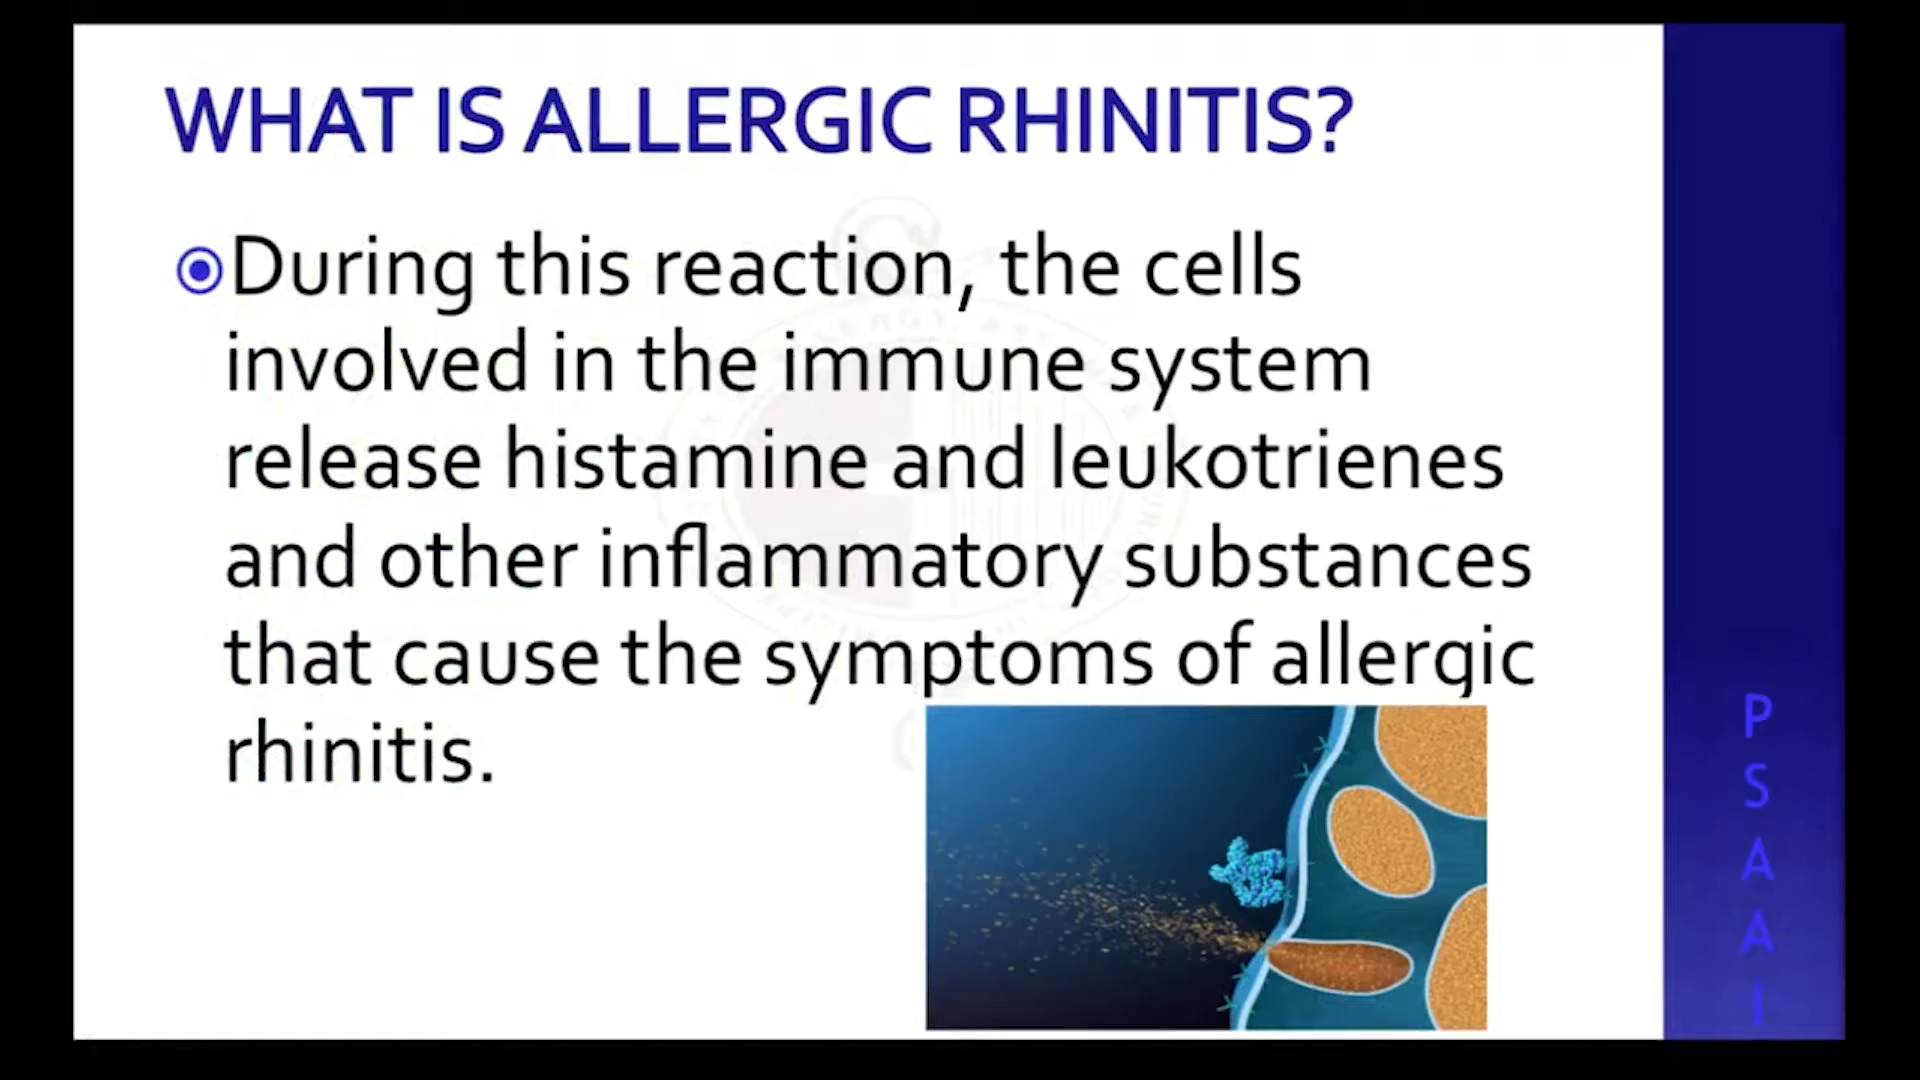 WHAT IS ALLERGIC RHINITIS?
During this reaction, the cells
involved in the immune system
release histamine and leukotrienes
and other inflammatory substances
that cause the symptoms of allergic
rhinitis.
P
S
A
A
I